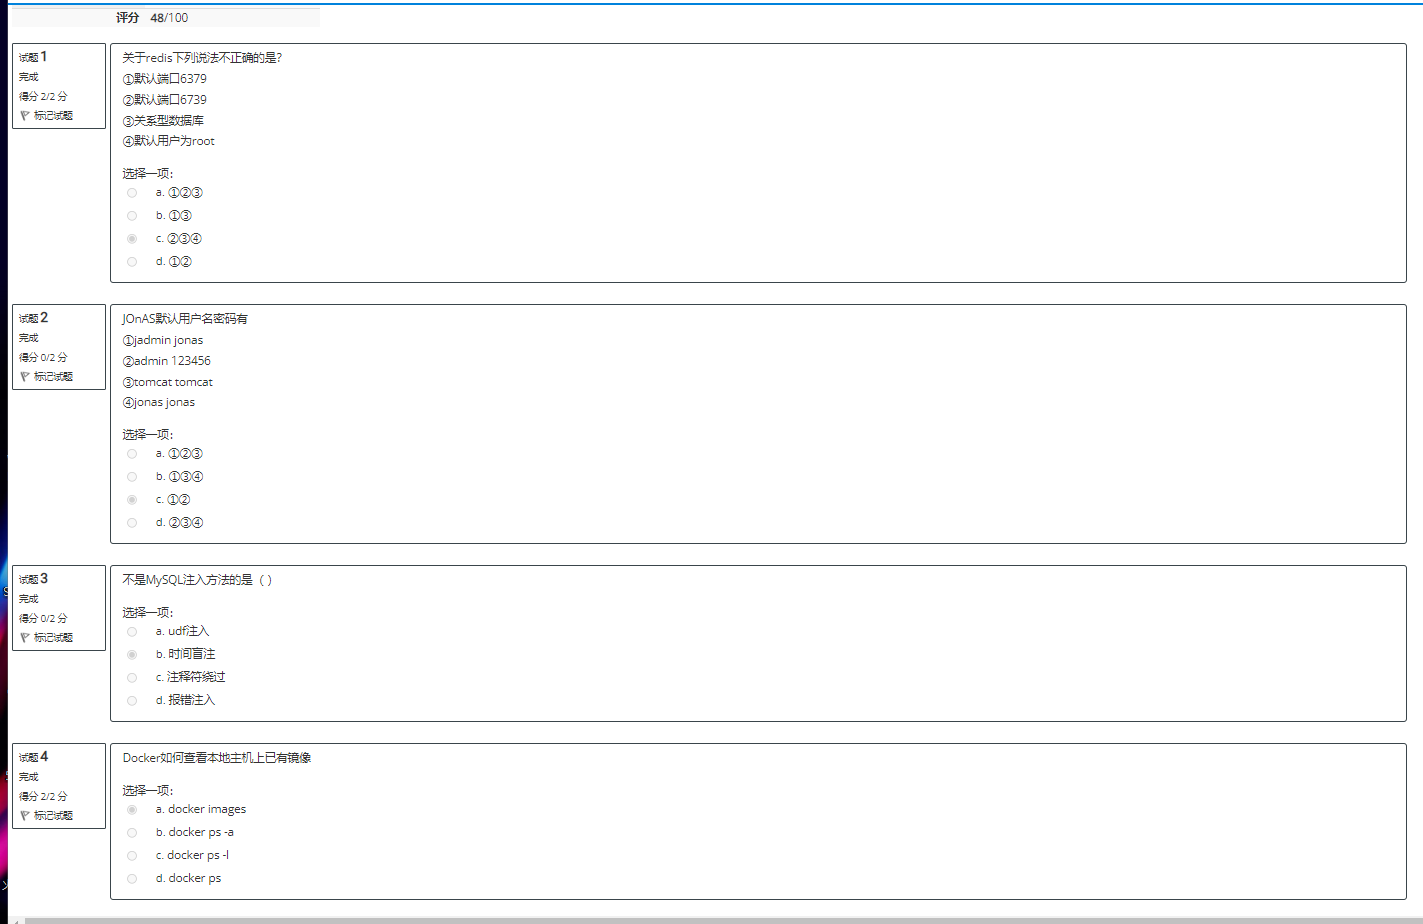 评分 48/100
试题1
完成
得分 2/2 分
标记试题
关于redis下列说法不正确的是?
①默认端口6379
②默认端口6739
③关系型数据库
④默认用户为root
选择一项:
a. ①②③
b. ①③
c. ②③④
d. ①②
试题2
完成
得分 0/2 分
标记试题
JOnAS默认用户名密码有
①jadmin jonas
②admin 123456
③tomcat tomcat
④jonas jonas
选择一项:
a. ①②③
b. ①③④
c. ①②
d. ②③④
试题3
完成
得分 0/2 分
标记试题
不是MySQL注入方法的是（）
选择一项:
a. udf注入
b. 时间盲注
c. 注释符绕过
d. 报错注入
试题4
完成
得分 2/2 分
标记试题
Docker如何查看本地主机上已有镜像
选择一项:
a. docker images
b. docker ps -a
c. docker ps -l
d. docker ps